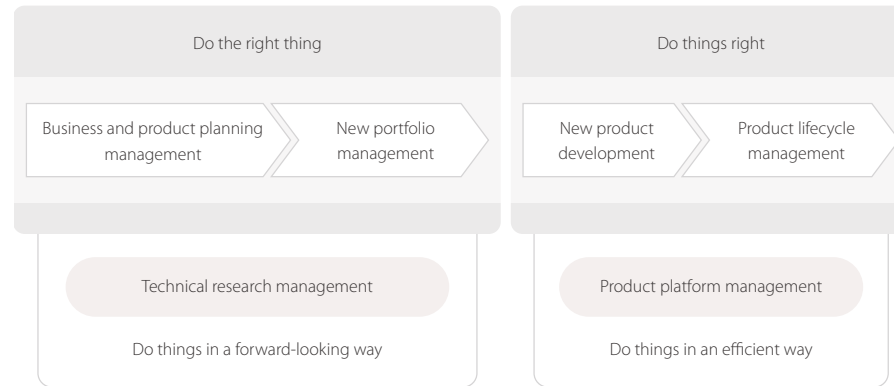 Do the right thing
Do things right
Business and product planning
management
New portfolio
management
New product
development
Product lifecycle
management
Technical research management
Product platform management
Do things in a forward-looking way
Do things in an efficient way